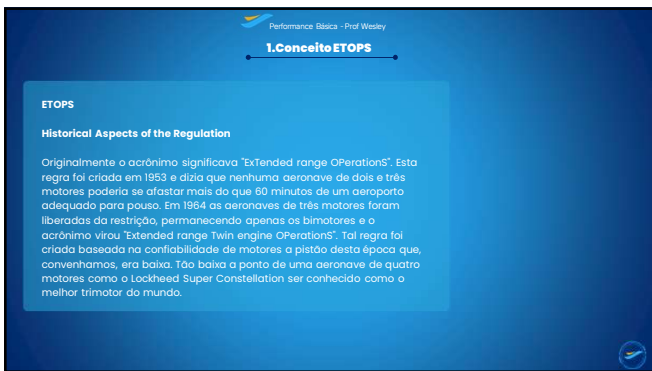 Performance Básica - Prof Wesley
1.Conceito ETOPS
ETOPS
Historical Aspects of the Regulation
Originalmente o acrônimo significava "ExTended range OPerationS". Esta
regra foi criada em 1953 e dizia que nenhuma aeronave de dois e três
motores poderia se afastar mais do que 60 minutos de um aeroporto
adequado para pouso. Em 1964 as aeronaves de três motores foram
liberadas da restrição, permanecendo apenas os bimotores e o
acrônimo virou "Extended range Twin engine OPerationS". Tal regra foi
criada baseada na confiabilidade de motores a pistão desta época que,
convenhamos, era baixa. Tão baixa a ponto de uma aeronave de quatro
motores como o Lockheed Super Constellation ser conhecido como o
melhor trimotor do mundo.